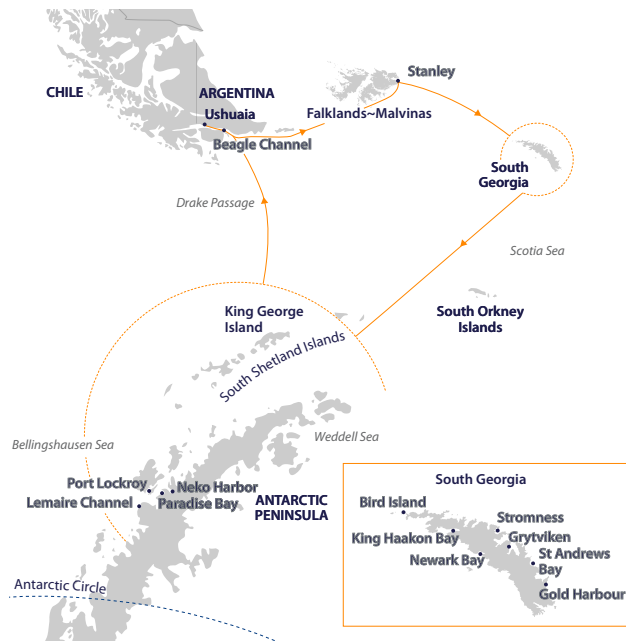 Stanley
CHILE
ARGENTINA
Ushuaia
Falklands~Malvinas
Beagle Channel
South
Georgia
Drake Passage
Scotia Sea
King George
Island
South Orkney
Islands
South Shetland Islands
Bellingshausen Sea
Weddell Sea
Port Lockroy
Neko Harbor
Lemaire Channel
Paradise Bay
ANTARCTIC
PENINSULA
Antarctic Circle
South Georgia
Bird Island
Stromness
King Haakon Bay
Grytviken
Newark Bay
St Andrews
Bay
Gold Harbour